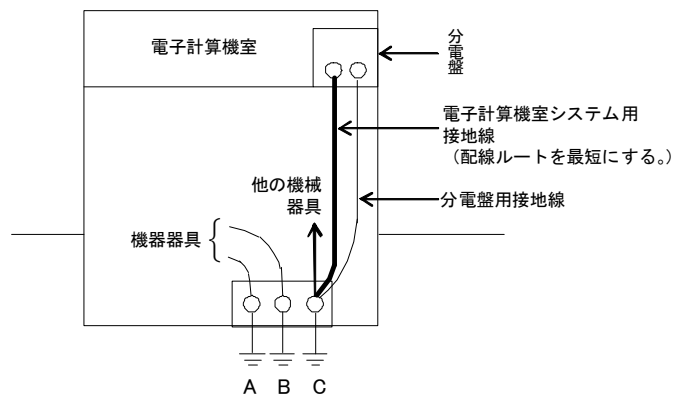 電子計算機室
分電盤
電子計算機室システム用
接地線
（配線ルートを最短にする。）
他の機械
器具
分電盤用接地線
機器器具
A B C